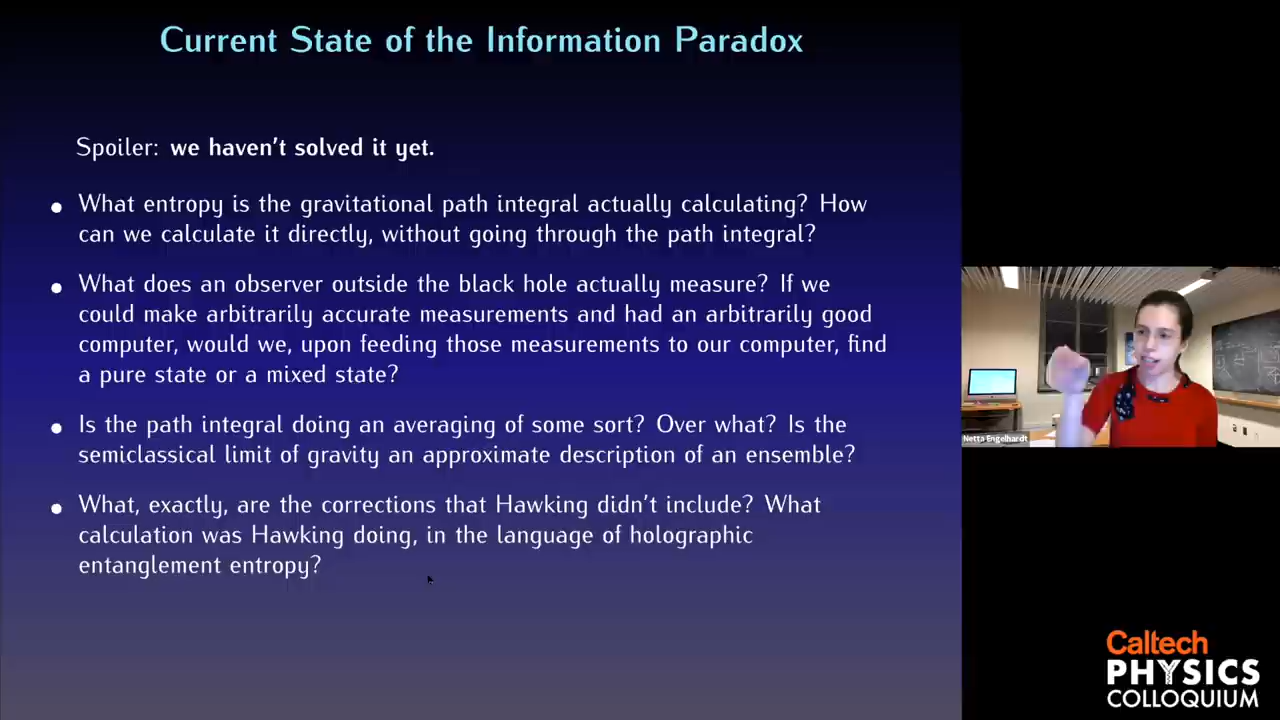 Current State of the Information Paradox
Spoiler: we haven't solved it yet.
• What entropy is the gravitational path integral actually calculating? How
can we calculate it directly, without going through the path integral?
• What does an observer outside the black hole actually measure? If we
could make arbitrarily accurate measurements and had an arbitrarily good
computer, would we, upon feeding those measurements to our computer, find
a pure state or a mixed state?
• Is the path integral doing an averaging of some sort? Over what? Is the
semiclassical limit of gravity an approximate description of an ensemble?
• What, exactly, are the corrections that Hawking didn't include? What
calculation was Hawking doing, in the language of holographic
entanglement entropy?
Netta Engelhardt
Caltech
PHYSICS
COLLOQUIUM